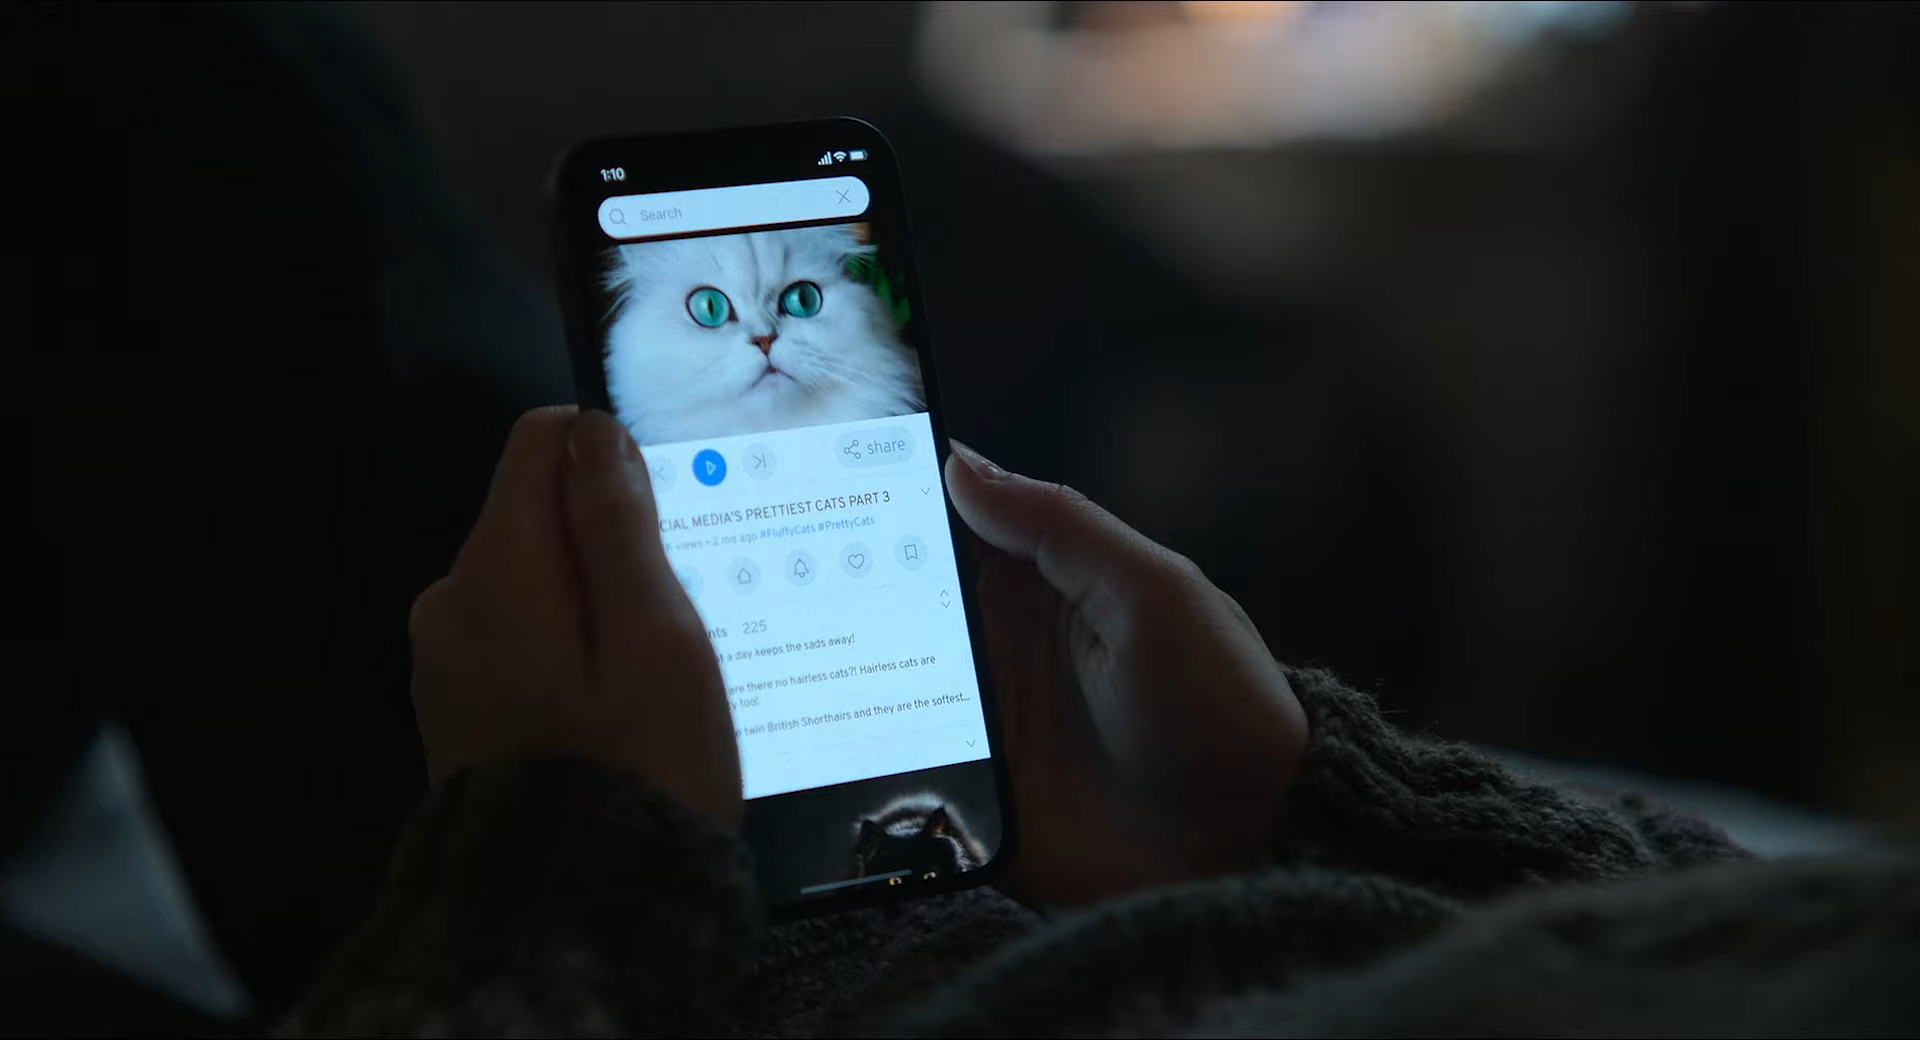 1:10
Search
share
CIAL MEDIA'S PRETTIEST CATS PART 3
views • 2 mo ago #FluffyCats #PrettyCats
nts 225
t a day keeps the sads away!
are there no hairless cats?! Hairless cats are
y too!
twin British Shorthairs and they are the softest...